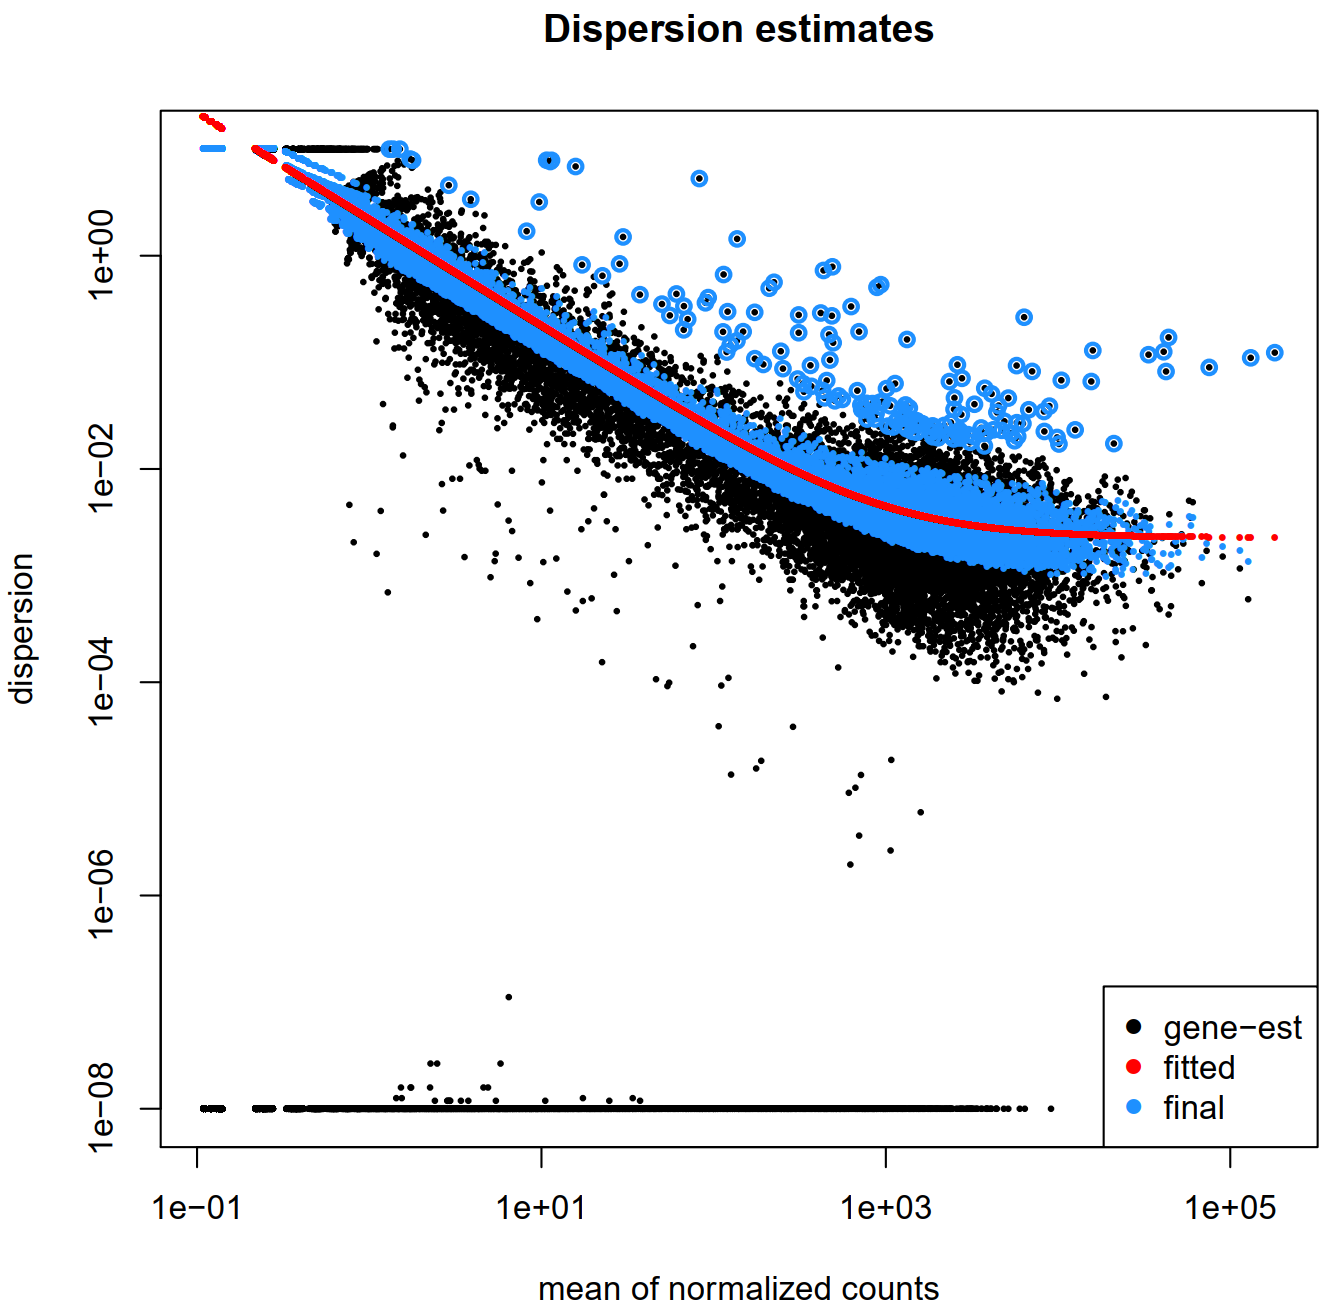 Dispersion estimates
dispersion
1e+00
1e−02
1e−04
1e−06
1e−08
gene−est
fitted
final
1e−01
1e+01
1e+03
1e+05
mean of normalized counts